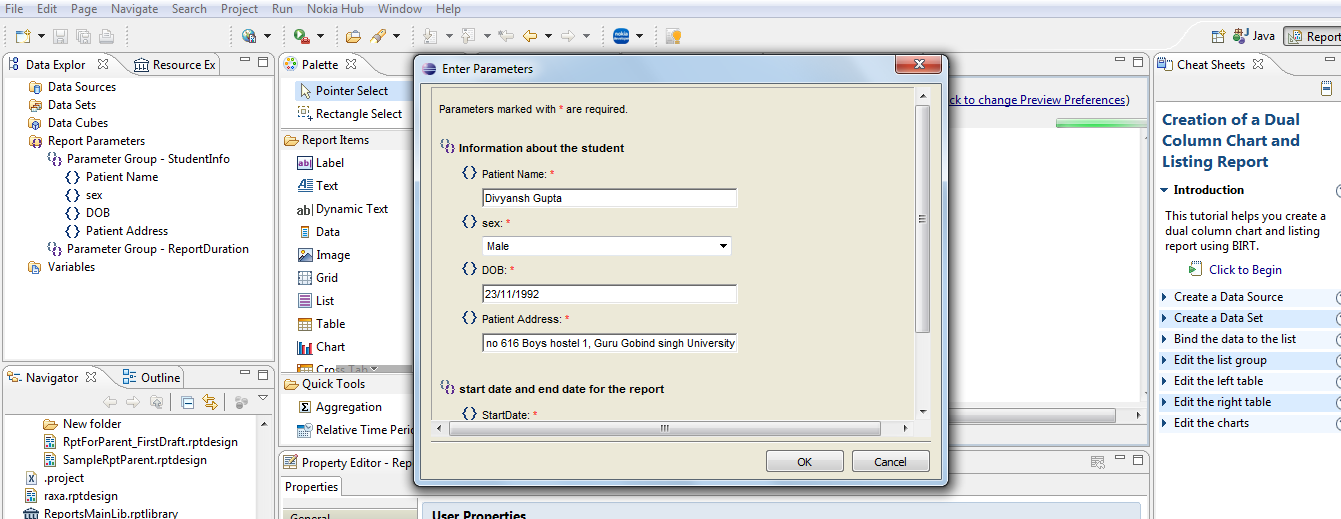 File Edit Page Navigate Search Project Run Nokia Hub Window Help
nokia developer Java Report
Data Explor Resource Ex
Data Sources
Data Sets
Data Cubes
Report Parameters
Parameter Group - StudentInfo
Patient Name
sex
DOB
Patient Address
Parameter Group - ReportDuration
Variables
Navigator Outline
New folder
RptForParent_FirstDraft.rptdesign
SampleRptParent.rptdesign
.project
raxa.rptdesign
ReportsMainLib.rptlibrary
Palette
Pointer Select
Rectangle Select
Report Items
Label
Text
Dynamic Text
Data
Image
Grid
List
Table
Chart
Cross Tab
Quick Tools
Aggregation
Relative Time Peri
Property Editor - Rep
Properties
General
User Properties
ck to change Preview Preferences)
Enter Parameters
Parameters marked with * are required.
Information about the student
Patient Name: *
Divyansh Gupta
sex: *
Male
DOB: *
23/11/1992
Patient Address: *
no 616 Boys hostel 1, Guru Gobind singh University
start date and end date for the report
StartDate: *
OK Cancel
Cheat Sheets
Creation of a Dual
Column Chart and
Listing Report
Introduction
This tutorial helps you create a
dual column chart and listing
report using BIRT.
Click to Begin
Create a Data Source
Create a Data Set
Bind the data to the list
Edit the list group
Edit the left table
Edit the right table
Edit the charts